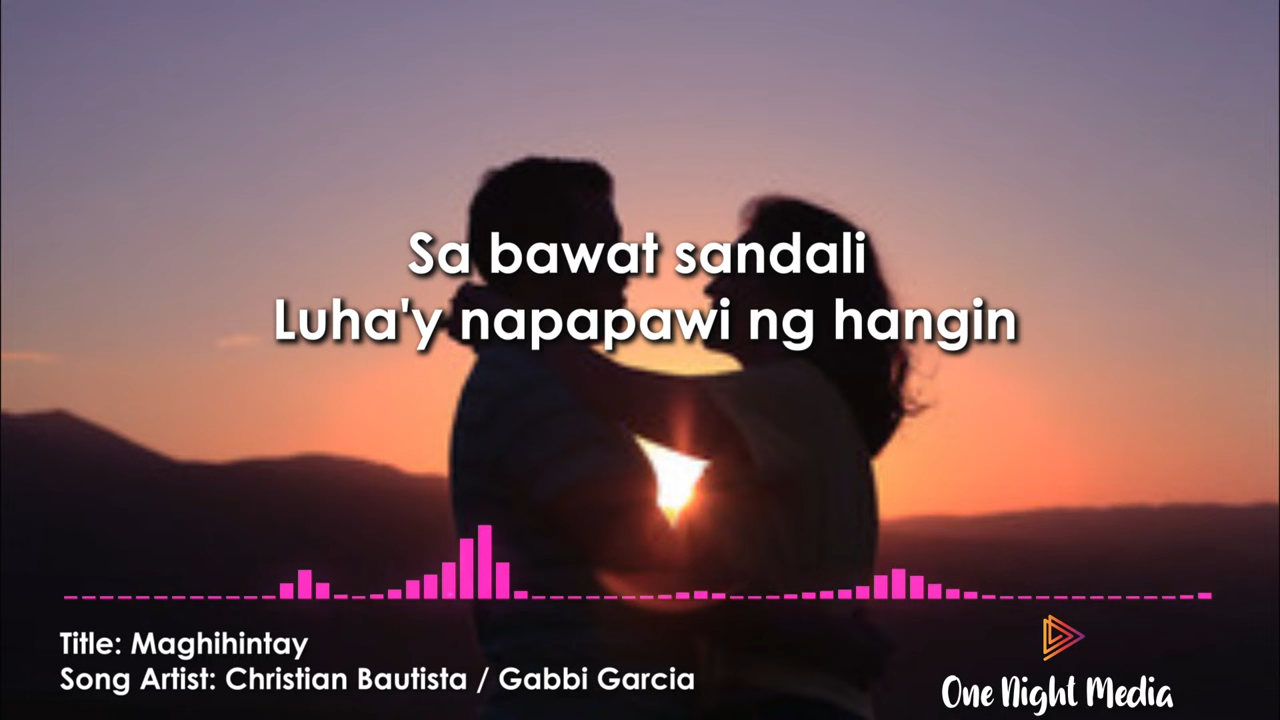 Sa bawat sandali
Luha'y napapawi ng hangin
Title: Maghihintay
Song Artist: Christian Bautista / Gabbi Garcia
One Night Media